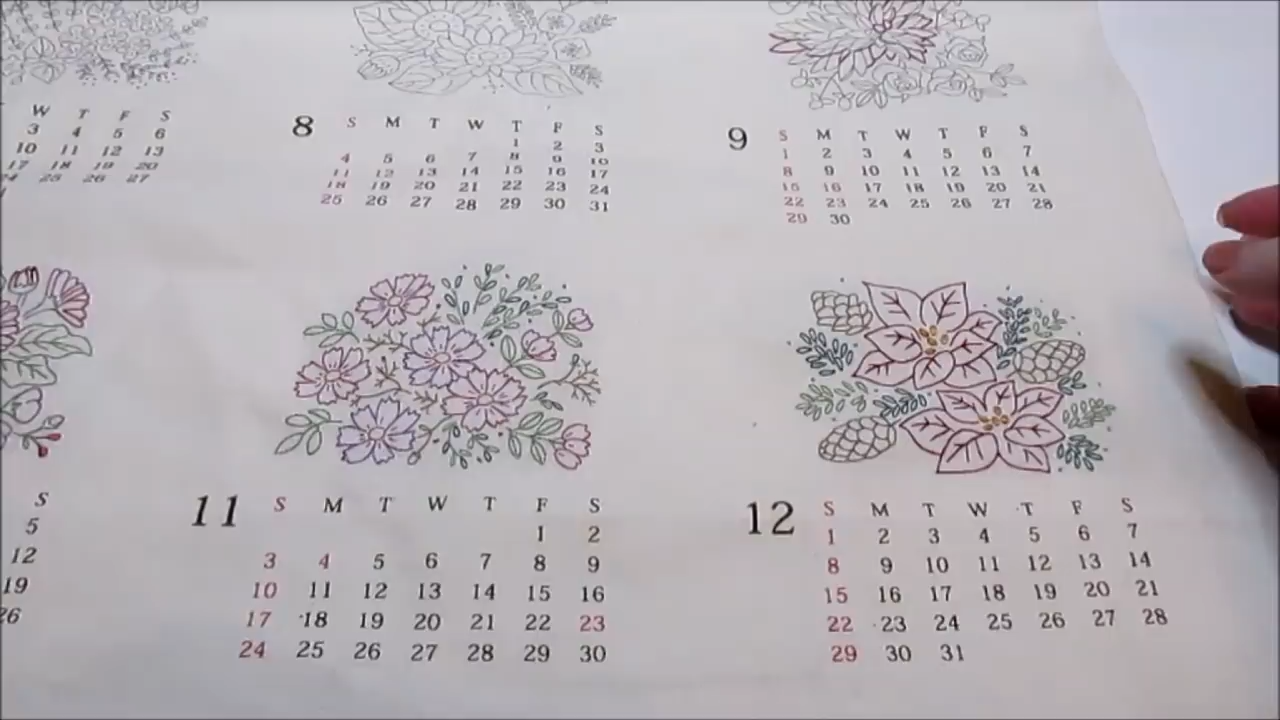 W T F S
3 4 5 6
10 11 12 13
17 18 19 20
24 25 26 27
8 S M T W T F S
1 2 3
4 5 6 7 8 9 10
11 12 13 14 15 16 17
18 19 20 21 22 23 24
25 26 27 28 29 30 31
9 S M T W T F S
1 2 3 4 5 6 7
8 9 10 11 12 13 14
15 16 17 18 19 20 21
22 23 24 25 26 27 28
29 30
S
5
12
19
26
11 S M T W T F S
1 2
3 4 5 6 7 8 9
10 11 12 13 14 15 16
17 18 19 20 21 22 23
24 25 26 27 28 29 30
12 S M T W T F S
1 2 3 4 5 6 7
8 9 10 11 12 13 14
15 16 17 18 19 20 21
22 23 24 25 26 27 28
29 30 31